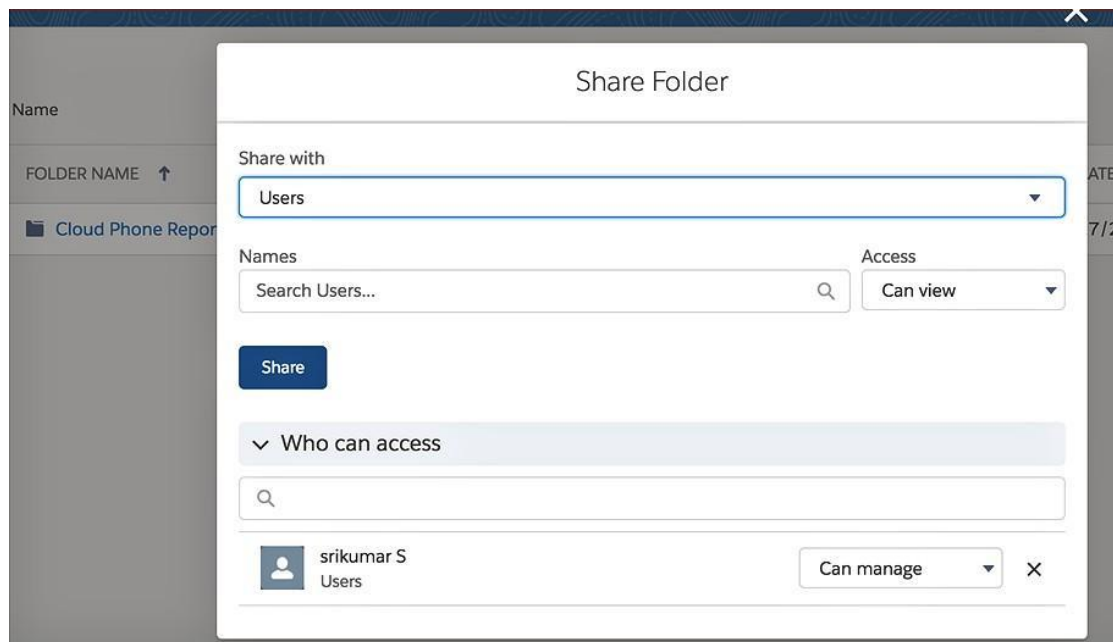 Share Folder
Name
Share with
FOLDER NAME
Users
Cloud Phone Repor
Names
Access
Search Users...
Can view
Share
Who can access
srikumar S
Users
Can manage